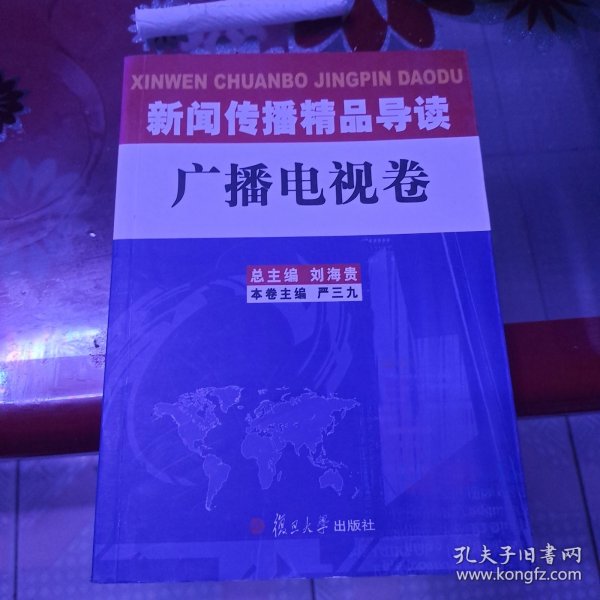 XINWEN CHUANBO JINGPIN DAODU
新闻传播精品导读
广播电视卷
总主编 刘海贵
本卷主编 严三九
復旦大学出版社
孔夫子旧书网
www.kongfz.com